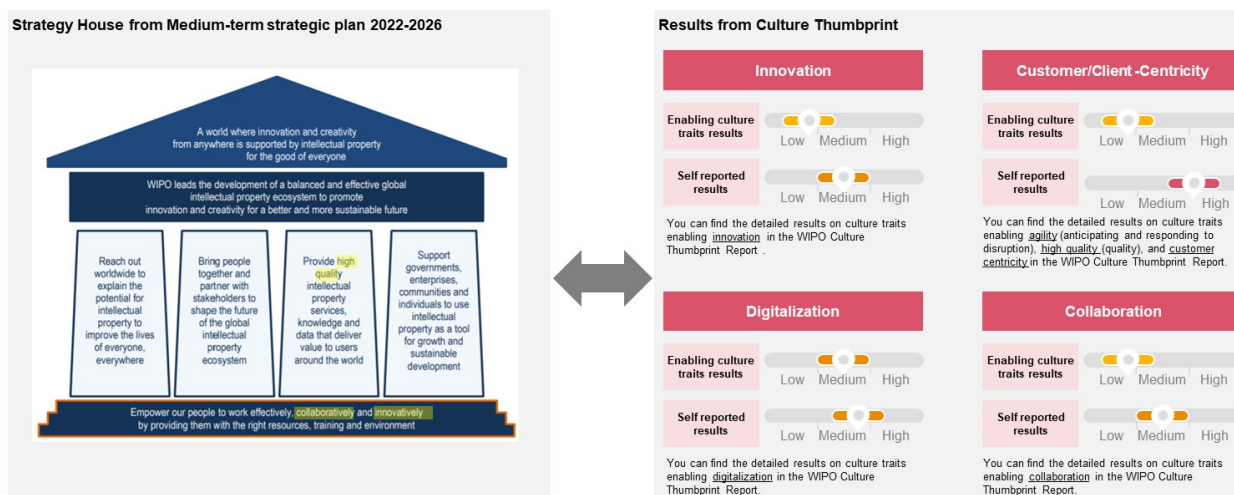 Strategy House from Medium-term strategic plan 2022-2026
A world where innovation and creativity
from anywhere is supported by intellectual property
for the good of everyone
WIPO leads the development of a balanced and effective global
intellectual property ecosystem to promote
innovation and creativity for a better and more sustainable future
Reach out
worldwide to
explain the
potential for
intellectual
property to
improve the lives
of everyone,
everywhere
Bring people
together and
partner with
stakeholders to
shape the future
of the global
intellectual
property
ecosystem
Provide high
quality
intellectual
property
services,
knowledge and
data that deliver
value to users
around the world
Support
governments,
enterprises,
communities and
individuals to use
intellectual
property as a tool
for growth and
sustainable
development
Empower our people to work effectively, collaboratively and innovatively
by providing them with the right resources, training and environment
Results from Culture Thumbprint
Innovation
Enabling culture
traits results
Low Medium High
Self reported
results
Low Medium High
You can find the detailed results on culture traits
enabling innovation in the WIPO Culture
Thumbprint Report .
Customer/Client -Centricity
Enabling culture
traits results
Low Medium High
Self reported
results
Low Medium High
You can find the detailed results on culture traits
enabling agility (anticipating and responding to
disruption), high quality (quality), and customer
centricity in the WIPO Culture Thumbprint Report.
Digitalization
Enabling culture
traits results
Low Medium High
Self reported
results
Low Medium High
You can find the detailed results on culture traits
enabling digitalization in the WIPO Culture
Thumbprint Report.
Collaboration
Enabling culture
traits results
Low Medium High
Self reported
results
Low Medium High
You can find the detailed results on culture traits
enabling collaboration in the WIPO Culture
Thumbprint Report.